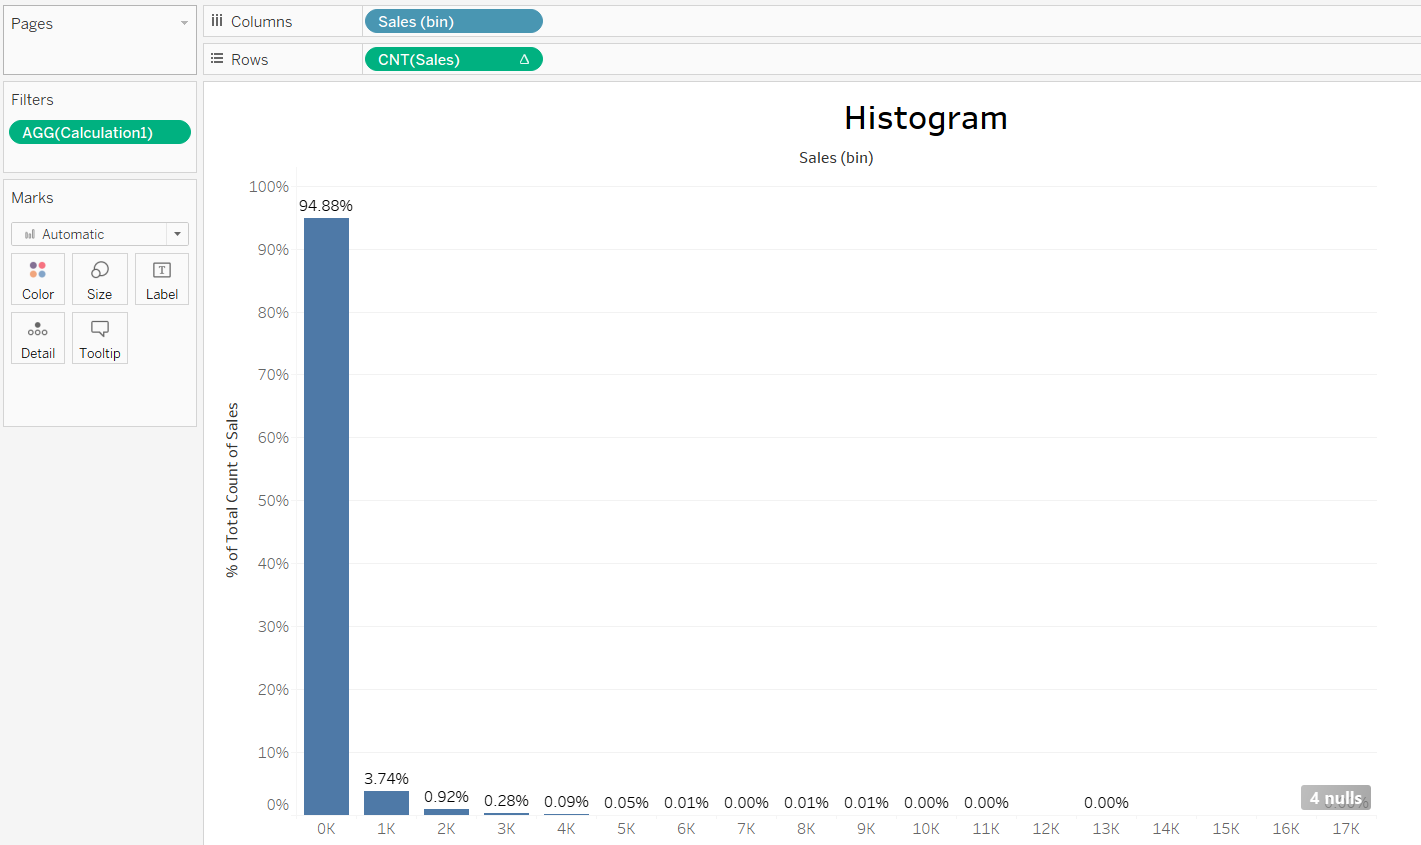 Pages
Columns
Sales (bin)
Rows
CNT(Sales) Δ
Filters
AGG(Calculation1)
Marks
Automatic
Color
Size
T
Label
Detail
Tooltip
Histogram
Sales (bin)
% of Total Count of Sales
100%
90%
80%
70%
60%
50%
40%
30%
20%
10%
0%
94.88%
3.74%
0.92%
0.28%
0.09%
0.05%
0.01%
0.00%
0.01%
0.01%
0.00%
0.00%
0.00%
4 nulls
0K 1K 2K 3K 4K 5K 6K 7K 8K 9K 10K 11K 12K 13K 14K 15K 16K 17K